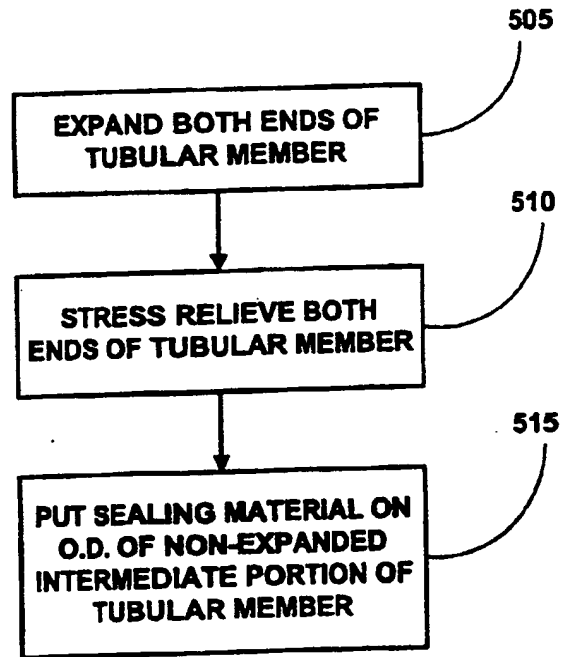 505
EXPAND BOTH ENDS OF
TUBULAR MEMBER
510
STRESS RELIEVE BOTH
ENDS OF TUBULAR MEMBER
515
PUT SEALING MATERIAL ON
O.D. OF NON-EXPANDED
INTERMEDIATE PORTION OF
TUBULAR MEMBER